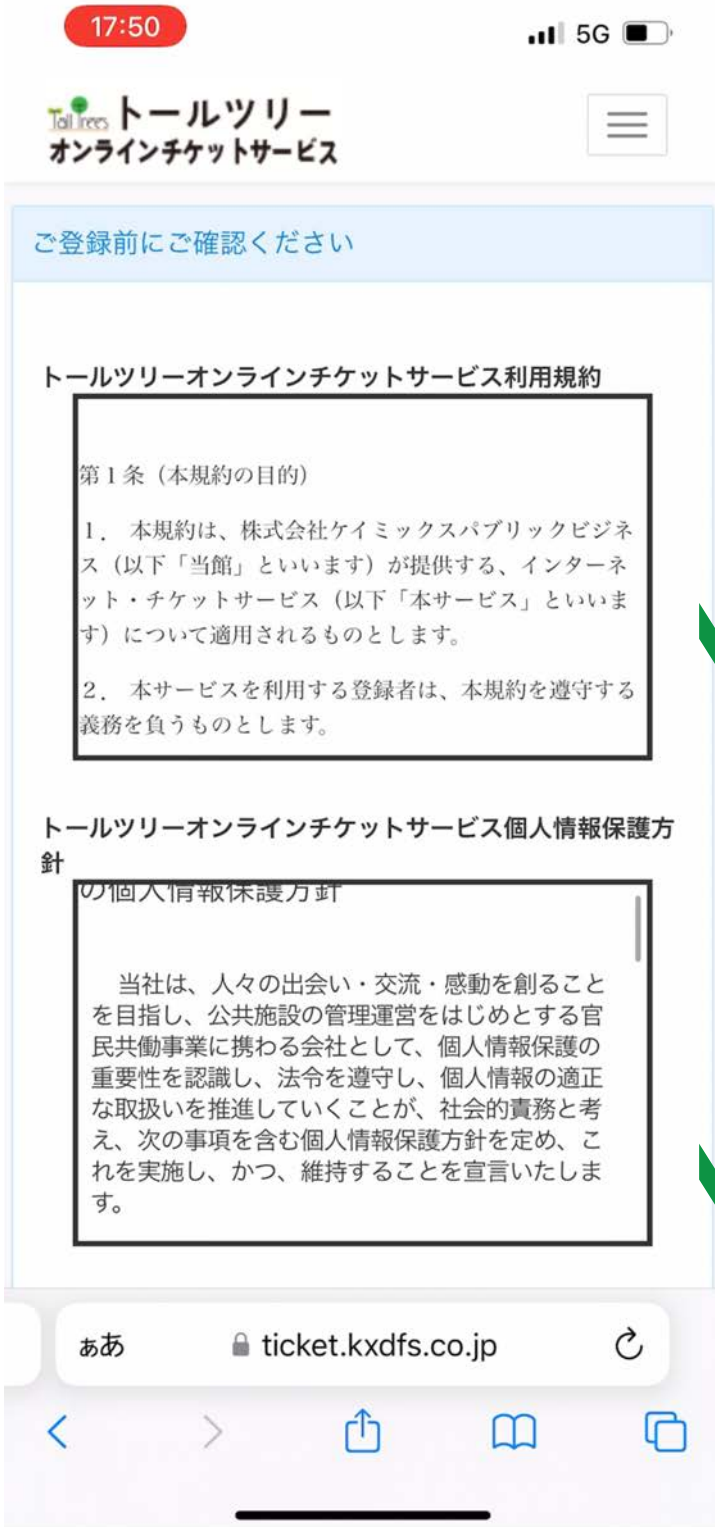 17:50
5G
Tall Trees トールツリー
オンラインチケットサービス
ご登録前にご確認ください
トールツリーオンラインチケットサービス利用規約
第1条（本規約の目的）
1． 本規約は、株式会社ケイミックスパブリックビジネ
ス（以下「当館」といいます）が提供する、インターネ
ット・チケットサービス（以下「本サービス」といいま
す）について適用されるものとします。
2． 本サービスを利用する登録者は、本規約を遵守する
義務を負うものとします。
トールツリーオンラインチケットサービス個人情報保護方
針
の個人情報保護方針
当社は、人々の出会い・交流・感動を創ること
を目指し、公共施設の管理運営をはじめとする官
民共働事業に携わる会社として、個人情報保護の
重要性を認識し、法令を遵守し、個人情報の適正
な取扱いを推進していくことが、社会的責務と考
え、次の事項を含む個人情報保護方針を定め、こ
れを実施し、かつ、維持することを宣言いたしま
す。
ぁあ
ticket.kxdfs.co.jp